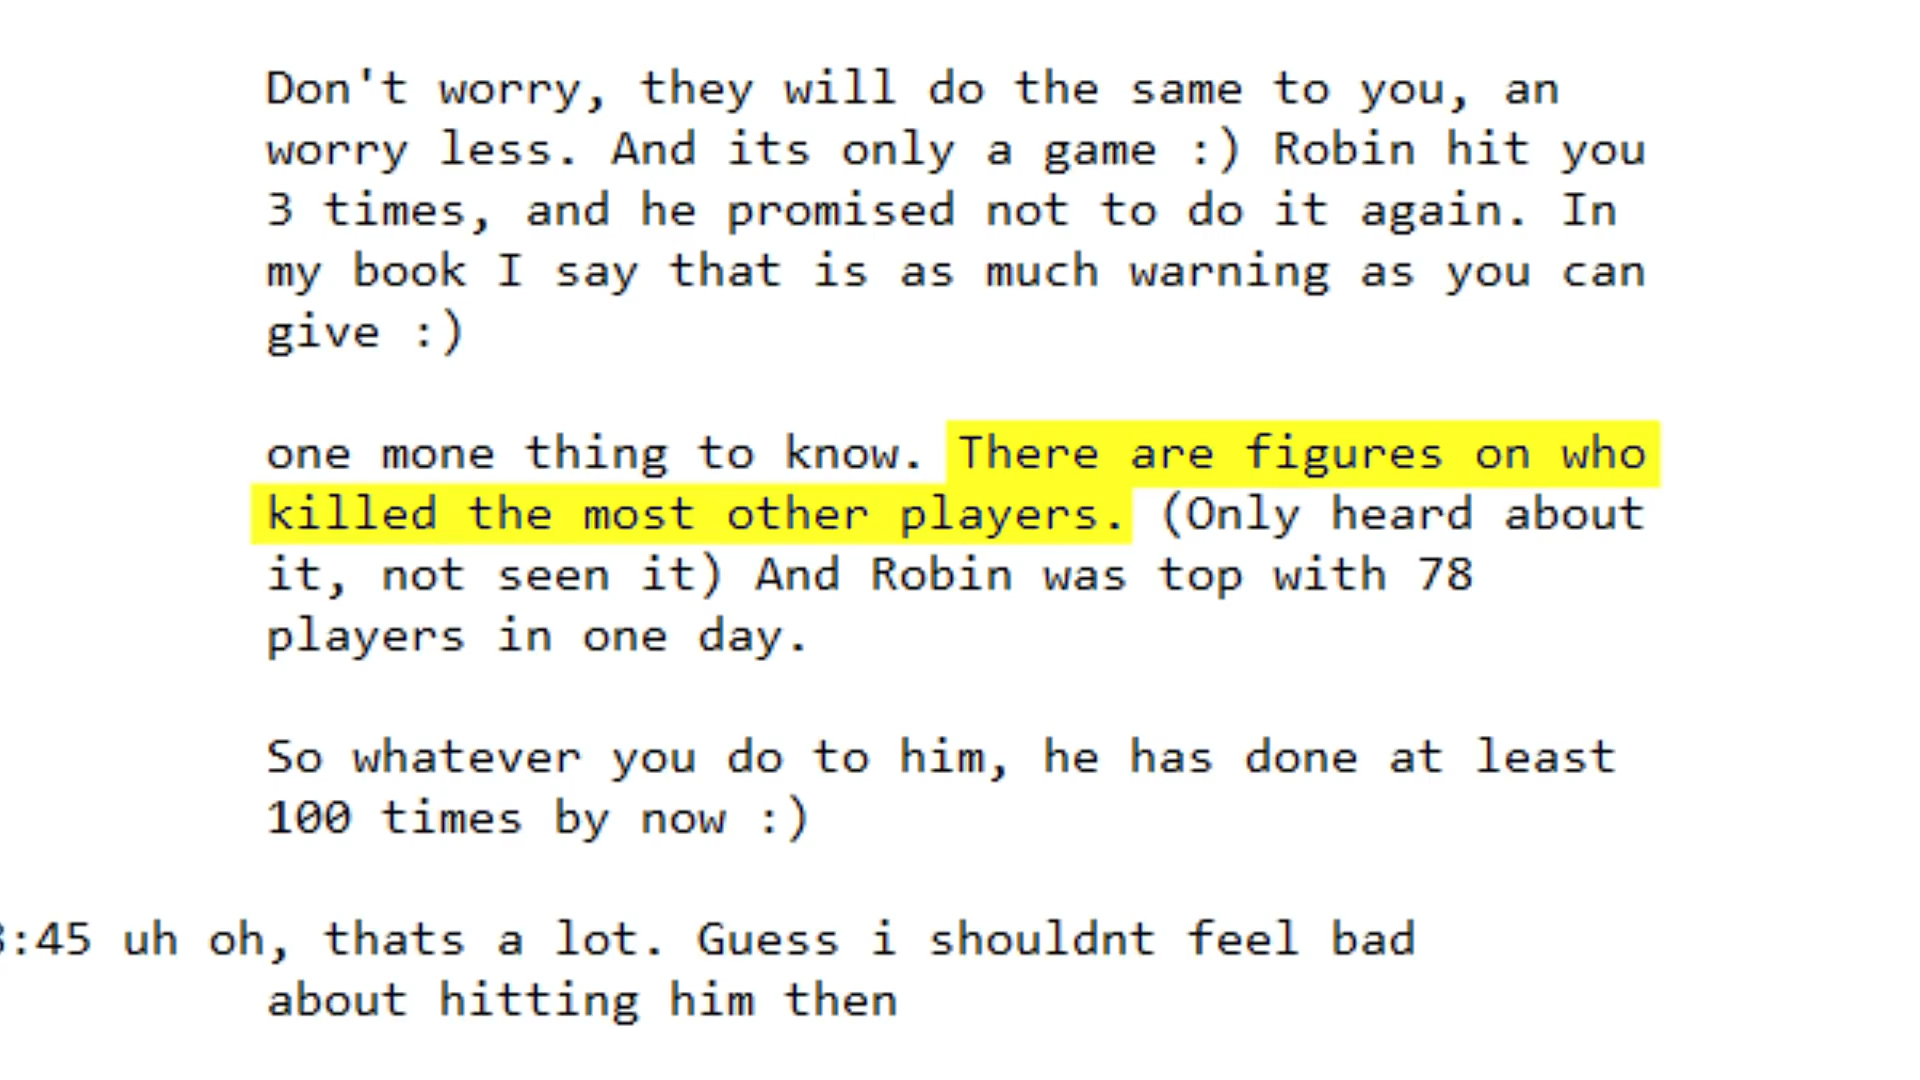 Don't worry, they will do the same to you, an
worry less. And its only a game :) Robin hit you
3 times, and he promised not to do it again. In
my book I say that is as much warning as you can
give :)
one mone thing to know. There are figures on who
killed the most other players. (Only heard about
it, not seen it) And Robin was top with 78
players in one day.
So whatever you do to him, he has done at least
100 times by now :)
:45 uh oh, thats a lot. Guess i shouldnt feel bad
about hitting him then